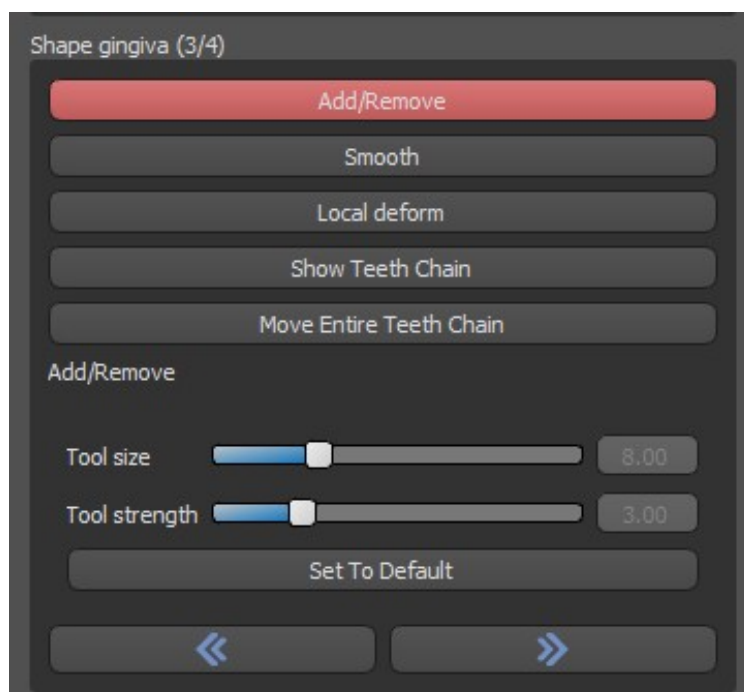 Shape gingiva (3/4)
Add/Remove
Smooth
Local deform
Show Teeth Chain
Move Entire Teeth Chain
Add/Remove
Tool size 8.00
Tool strength 3.00
Set To Default